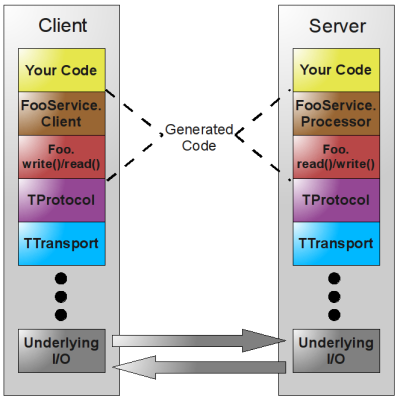 Client
Your Code
FooService.
Client
Foo.
write()/read()
TProtocol
TTransport
Underlying
I/O
Generated
Code
Server
Your Code
FooService.
Processor
Foo.
read()/write()
TProtocol
TTransport
Underlying
I/O